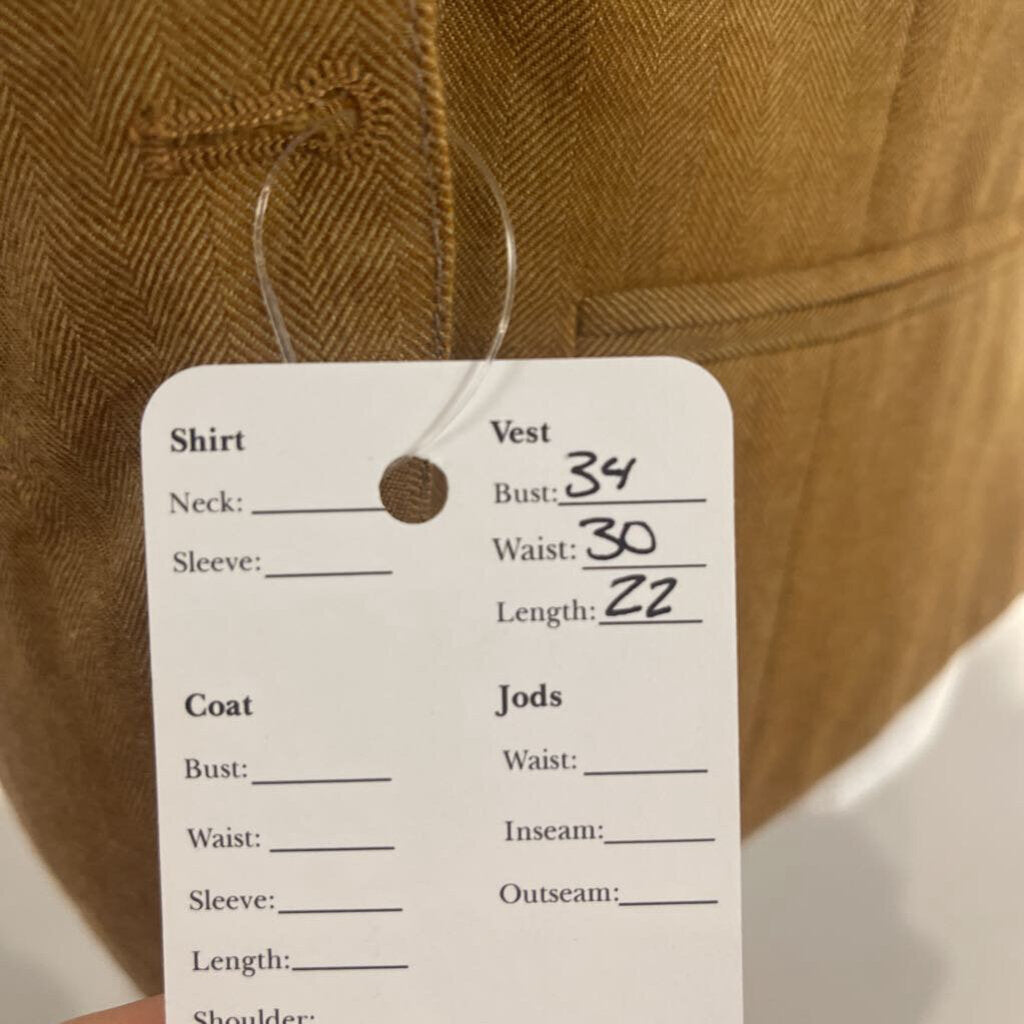 Shirt
Neck:
Sleeve:
Vest
Bust: 34
Waist: 30
Length: 22
Coat
Bust:
Waist:
Sleeve:
Length:
Shoulder:
Jods
Waist:
Inseam:
Outseam: